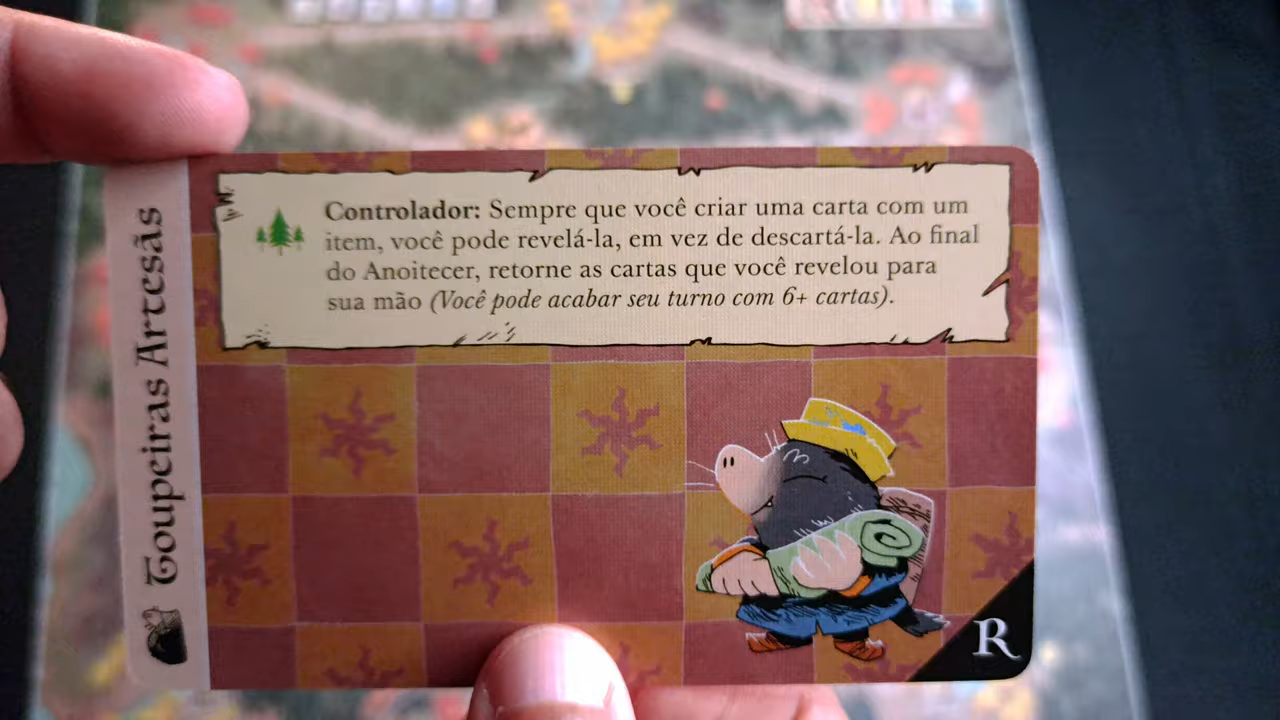 Toupeiras Artesãs
Controlador: Sempre que você criar uma carta com um
item, você pode revelá-la, em vez de descartá-la. Ao final
do Anoitecer, retorne as cartas que você revelou para
sua mão (Você pode acabar seu turno com 6+ cartas).
R